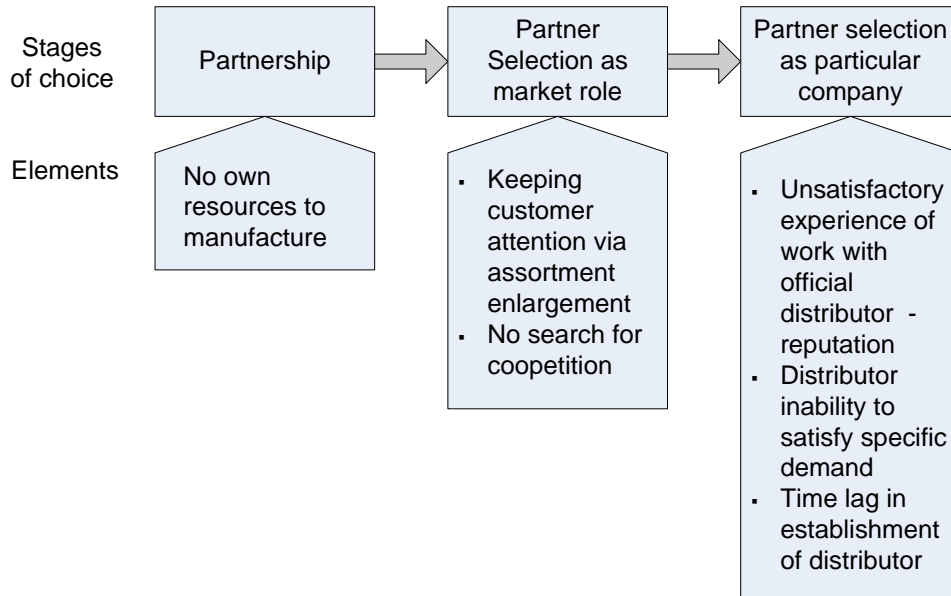 Stages
of choice
Partnership
Partner
Selection as
market role
Partner selection
as particular
company
Elements
No own
resources to
manufacture
▪ Keeping
customer
attention via
assortment
enlargement
▪ No search for
coopetition
▪ Unsatisfactory
experience of
work with
official
distributor -
reputation
▪ Distributor
inability to
satisfy specific
demand
▪ Time lag in
establishment
of distributor